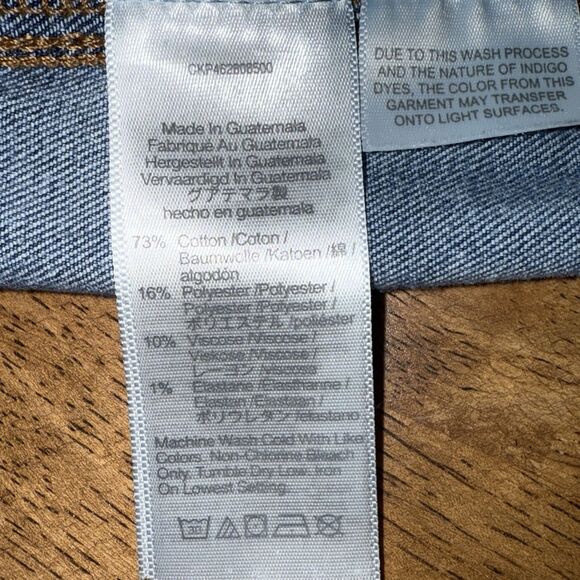 CKP462808500
Made In Guatemala
Fabriqué Au Guatemala
Hergestellt In Guatemala
Vervaardigd In Guatemala
グアテマラ製
hecho en guatemala
73% Cotton /Coton /
Baumwolle /Katoen /綿 /
algodón
16% Polyester /Polyester /
Polyester /Polyester /
ポリエステル /poliéster
10% Viscose /Viscose /
Viskose /Viscose /
レーヨン /viscosa
1% Elastane /Elasthanne /
Elastan /Elastaan /
ポリウレタン /elastano
Machine Wash Cold With Like
Colors. Non-Chlorine Bleach
Only. Tumble Dry Low. Iron
On Lowest Setting.
DUE TO THIS WASH PROCESS
AND THE NATURE OF INDIGO
DYES, THE COLOR FROM THIS
GARMENT MAY TRANSFER
ONTO LIGHT SURFACES.